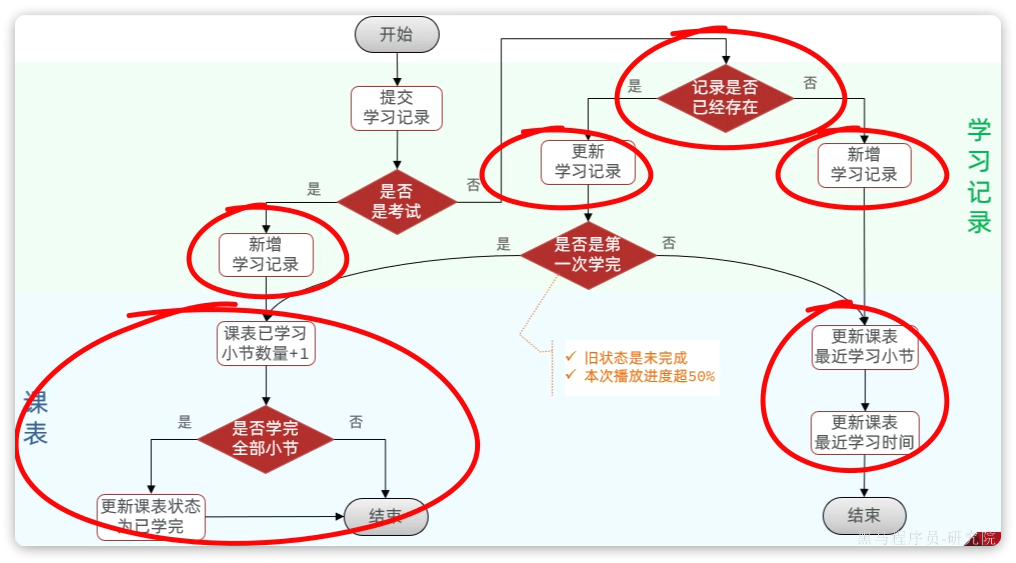 开始
提交
学习记录
是否
是考试
是
否
新增
学习记录
记录是否
已经存在
是
否
更新
学习记录
新增
学习记录
是否是第
一次学完
是
否
旧状态是未完成
本次播放进度超50%
学习记录
课表
课表已学习
小节数量+1
是否学完
全部小节
是
否
更新课表状态
为已学完
结束
更新课表
最近学习小节
更新课表
最近学习时间
结束
黑马程序员-研究院